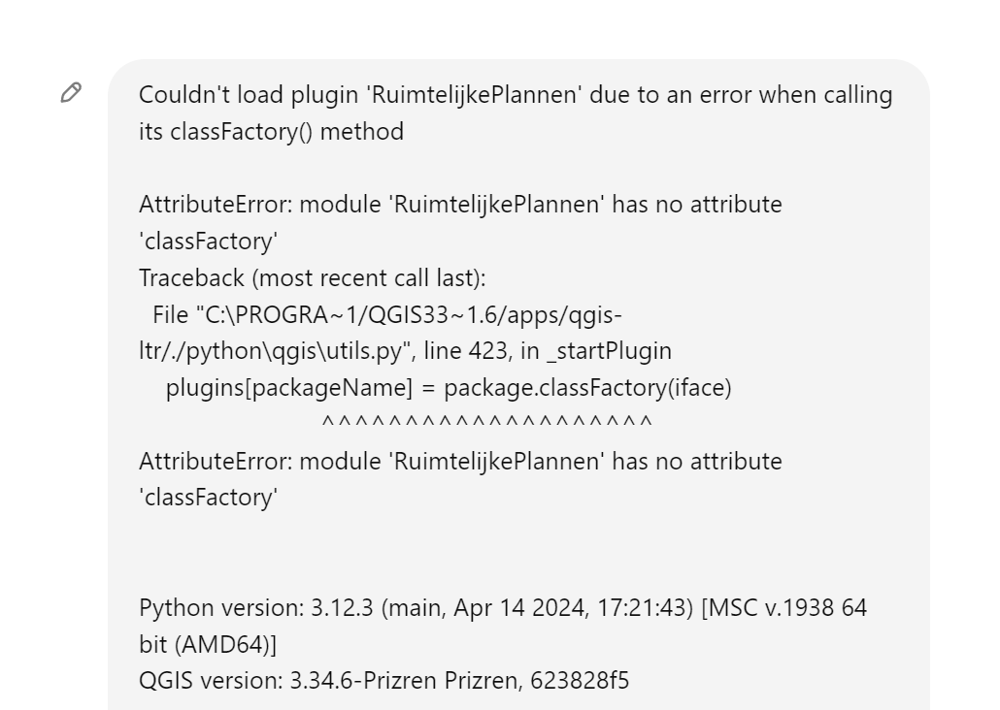 Couldn't load plugin 'RuimtelijkePlannen' due to an error when calling
its classFactory() method
AttributeError: module 'RuimtelijkePlannen' has no attribute
'classFactory'
Traceback (most recent call last):
File "C:\PROGRA~1/QGIS33~1.6/apps/qgis-
ltr/./python\qgis\utils.py", line 423, in _startPlugin
plugins[packageName] = package.classFactory(iface)
^^^^^^^^^^^^^^^^^^^^
AttributeError: module 'RuimtelijkePlannen' has no attribute
'classFactory'
Python version: 3.12.3 (main, Apr 14 2024, 17:21:43) [MSC v.1938 64
bit (AMD64)]
QGIS version: 3.34.6-Prizren Prizren, 623828f5